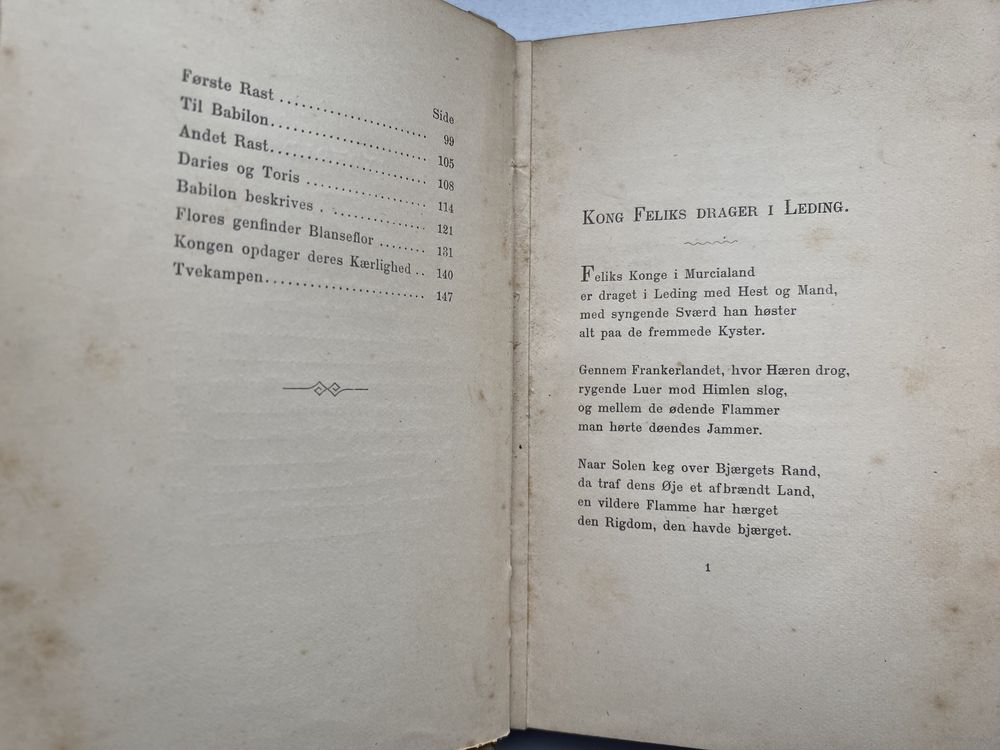 Side
Første Rast ........................ 99
Til Babilon......................... 105
Andet Rast.......................... 108
Daries og Toris .................... 114
Babilon beskrives . ................ 121
Flores genfinder Blanseflor ........ 131
Kongen opdager deres Kærlighed .. 140
Tvekampen........................... 147
Kong Feliks drager i Leding.
Feliks Konge i Murcialand
er draget i Leding med Hest og Mand,
med syngende Sværd han høster
alt paa de fremmede Kyster.
Gennem Frankerlandet, hvor Hæren drog,
rygende Luer mod Himlen slog,
og mellem de ødende Flammer
man hørte døendes Jammer.
Naar Solen keg over Bjærgets Rand,
da traf dens Øje et afbrændt Land,
en vildere Flamme har hærget
den Rigdom, den havde bjærget.
1